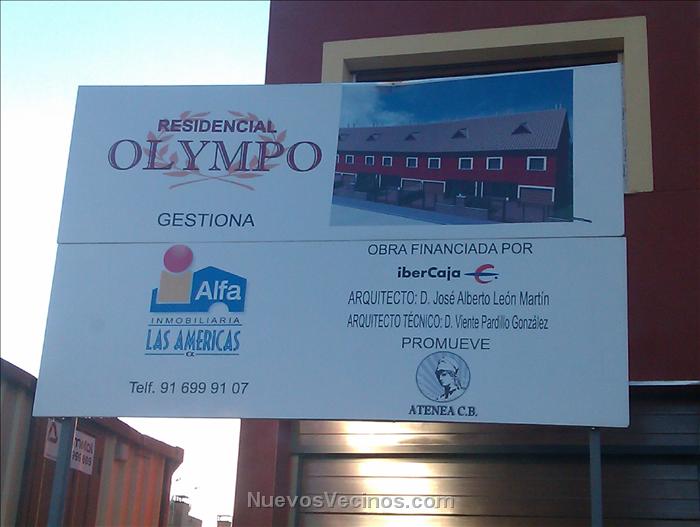 RESIDENCIAL
OLYMPO
GESTIONA
Alfa
INMOBILIARIA
LAS AMERICAS
Telf. 91 699 91 07
OBRA FINANCIADA POR
iberCaja
ARQUITECTO: D. José Alberto León Martín
ARQUITECTO TÉCNICO: D. Viente Pardillo González
PROMUEVE
ATENEA C.B.
NuevosVecinos.com